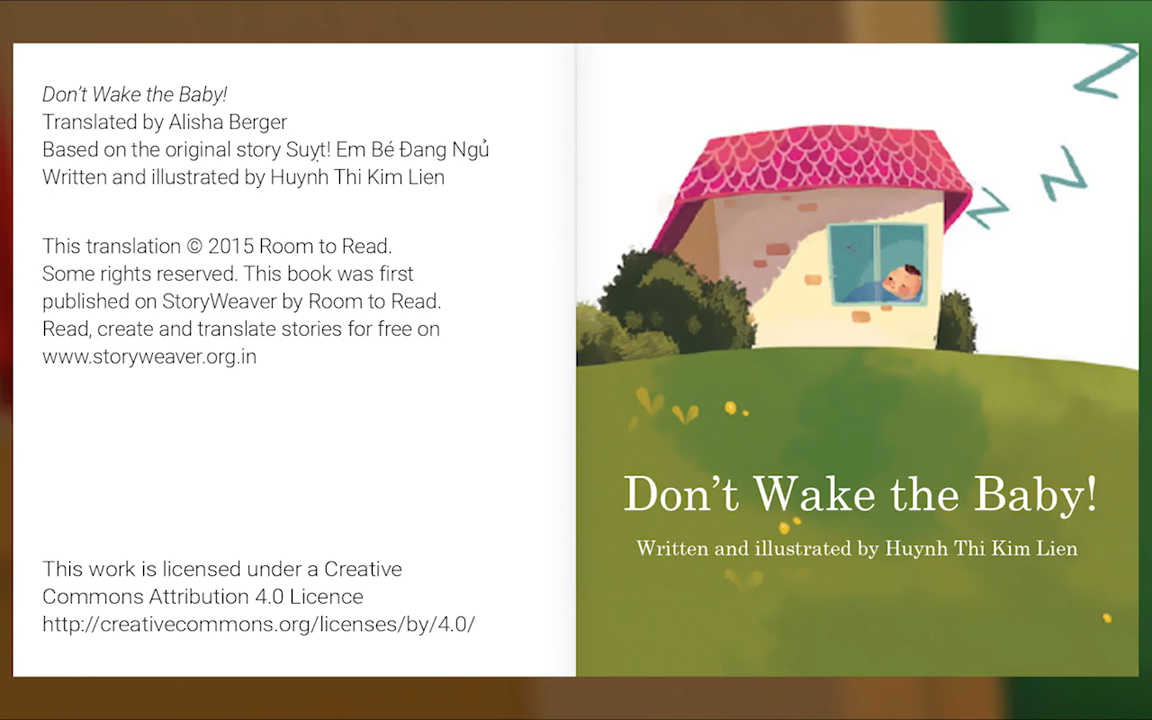 Don't Wake the Baby!
Translated by Alisha Berger
Based on the original story Suỵt! Em Bé Đang Ngủ
Written and illustrated by Huynh Thi Kim Lien
This translation © 2015 Room to Read.
Some rights reserved. This book was first
published on StoryWeaver by Room to Read.
Read, create and translate stories for free on
www.storyweaver.org.in
This work is licensed under a Creative
Commons Attribution 4.0 Licence
http://creativecommons.org/licenses/by/4.0/
Z
Z
Z
Don't Wake the Baby!
Written and illustrated by Huynh Thi Kim Lien